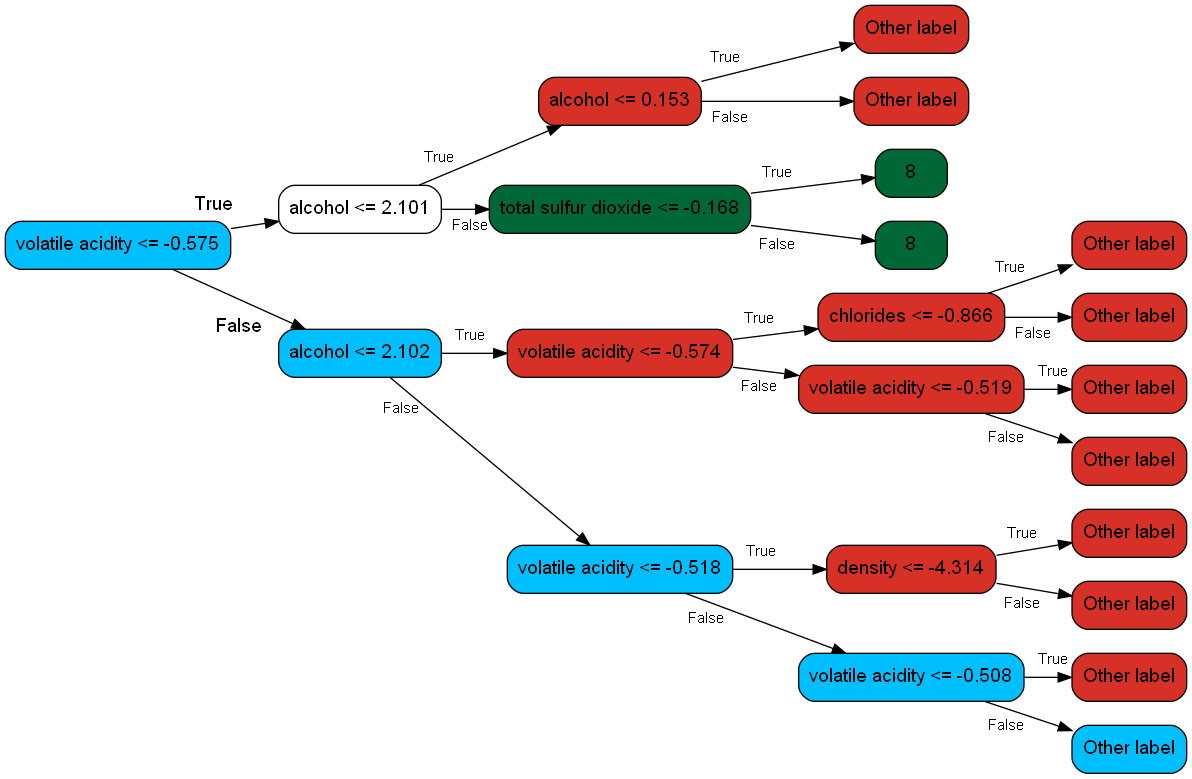 Other label
True
alcohol <= 0.153
Other label
False
True
8
True
True
alcohol <= 2.101
total sulfur dioxide <= -0.168
False
volatile acidity <= -0.575
False
8
Other label
True
chlorides <= -0.866
Other label
True
False
False
True
alcohol <= 2.102
volatile acidity <= -0.574
True
False
volatile acidity <= -0.519
Other label
False
False
Other label
Other label
True
True
volatile acidity <= -0.518
density <= -4.314
False
Other label
False
True
volatile acidity <= -0.508
Other label
False
Other label